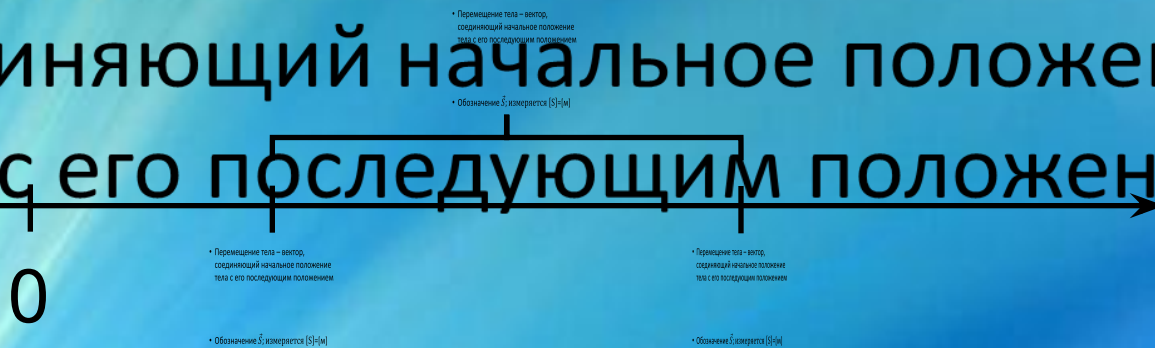 • Перемещение тела – вектор,
соединяющий начальное положение
тела с его последующим положением
иняющий начальное положе
• Обозначение S⃗; измеряется [S]=[м]
с его последующим положен
• Перемещение тела – вектор,
соединяющий начальное положение
тела с его последующим положением
• Перемещение тела – вектор,
соединяющий начальное положение
тела с его последующим положением
0
• Обозначение S⃗; измеряется [S]=[м]
• Обозначение S⃗; измеряется [S]=[м]